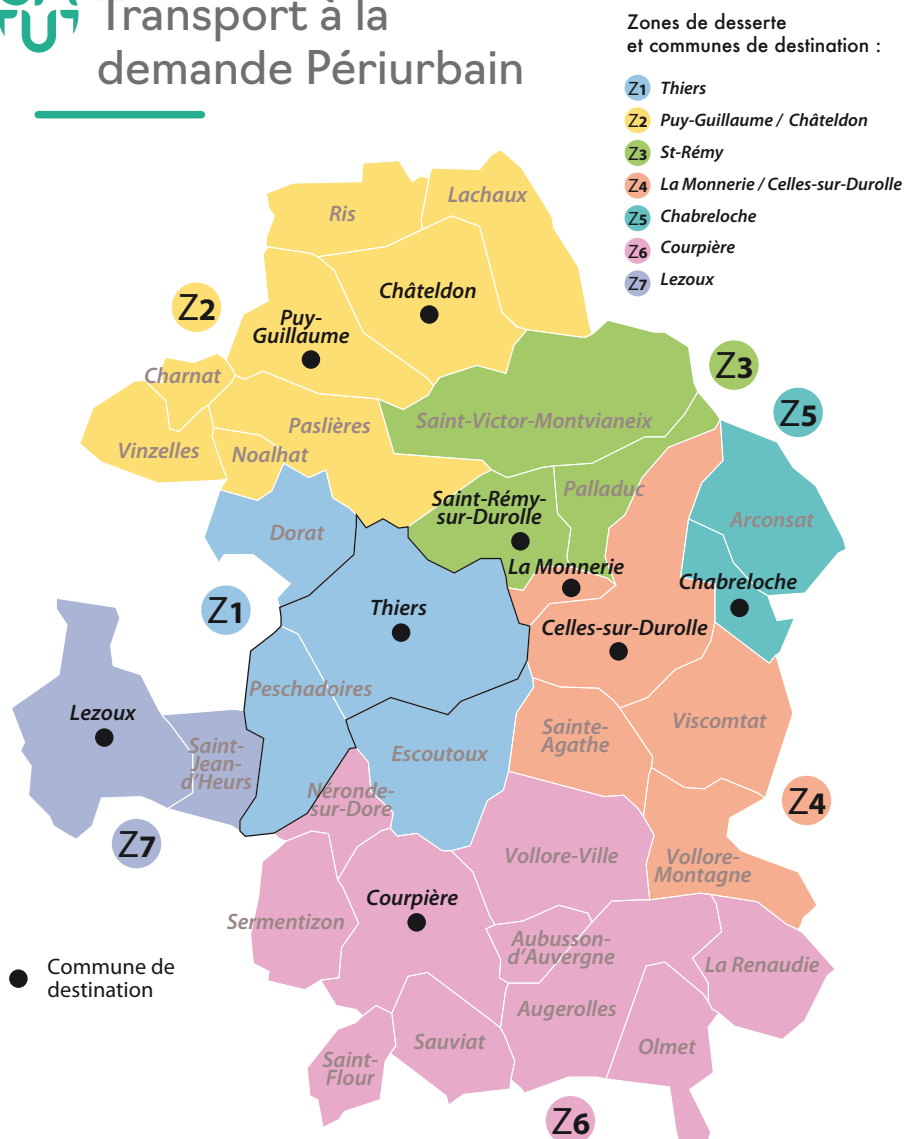 Transport à la
demande Périurbain
Zones de desserte
et communes de destination :
Z1 Thiers
Z2 Puy-Guillaume / Châteldon
Z3 St-Rémy
Z4 La Monnerie / Celles-sur-Durolle
Z5 Chabreloche
Z6 Courpière
Z7 Lezoux
Lachaux
Ris
Châteldon
Z2
Puy-
Guillaume
Z3
Charnat
Z5
Saint-Victor-Montvianeix
Paslières
Vinzelles
Noalhat
Palladuc
Saint-Rémy-
sur-Durolle
Arconsat
Dorat
La Monnerie
Chabreloche
Z1
Thiers
Celles-sur-Durolle
Peschadoires
Lezoux
Viscomtat
Sainte-
Agathe
Saint-
Jean-
d'Heurs
Escoutoux
Néronde-
sur-Dore
Z4
Z7
Vollore-Ville
Vollore-
Montagne
Courpière
Sermentizon
Aubusson-
d'Auvergne
La Renaudie
Commune de
destination
Augerolles
Sauviat
Olmet
Saint-
Flour
Z6